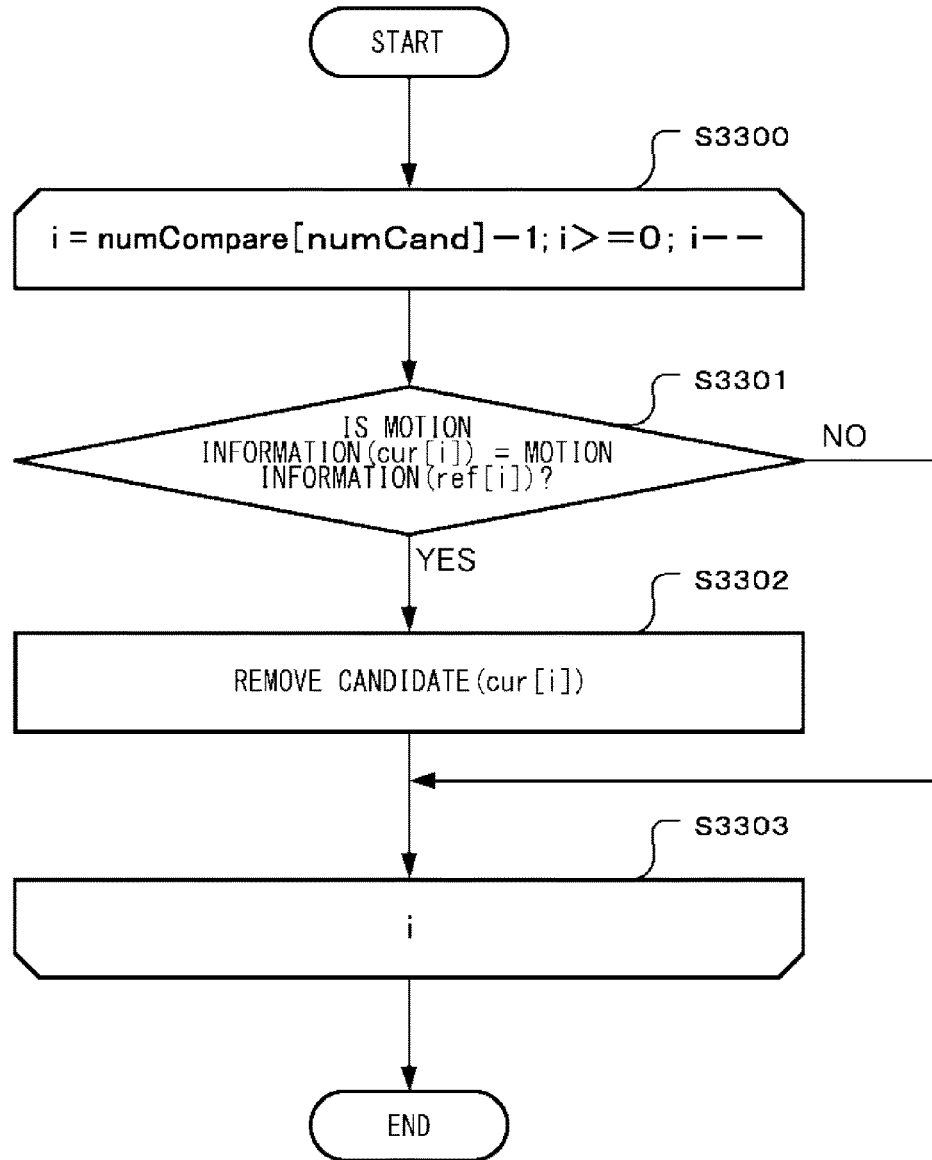 START
S3300
i = numCompare[numCand]-1; i>=0; i--
S3301
IS MOTION
INFORMATION(cur[i]) = MOTION
INFORMATION(ref[i])?
NO
YES
S3302
REMOVE CANDIDATE(cur[i])
S3303
i
END